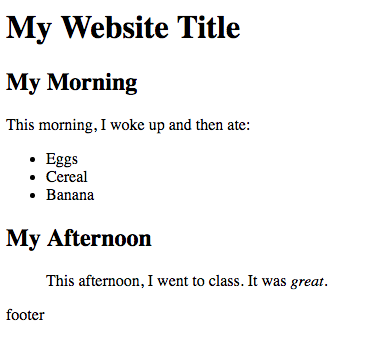 My Website Title
My Morning
This morning, I woke up and then ate:
• Eggs
• Cereal
• Banana
My Afternoon
This afternoon, I went to class. It was great.
footer